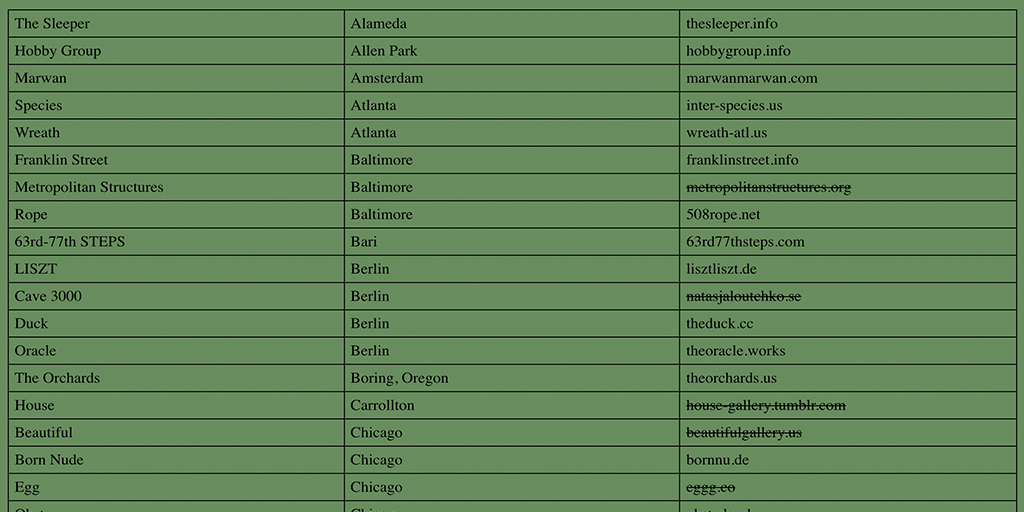 The Sleeper Alameda thesleeper.info
Hobby Group Allen Park hobbygroup.info
Marwan Amsterdam marwanmarwan.com
Species Atlanta inter-species.us
Wreath Atlanta wreath-atl.us
Franklin Street Baltimore franklinstreet.info
Metropolitan Structures Baltimore metropolitanstructures.org
Rope Baltimore 508rope.net
63rd-77th STEPS Bari 63rd77thsteps.com
LISZT Berlin lisztliszt.de
Cave 3000 Berlin natasjaloutchko.se
Duck Berlin theduck.cc
Oracle Berlin theoracle.works
The Orchards Boring, Oregon theorchards.us
House Carrollton house-gallery.tumblr.com
Beautiful Chicago beautifulgallery.us
Born Nude Chicago bornnu.de
Egg Chicago eggg.co